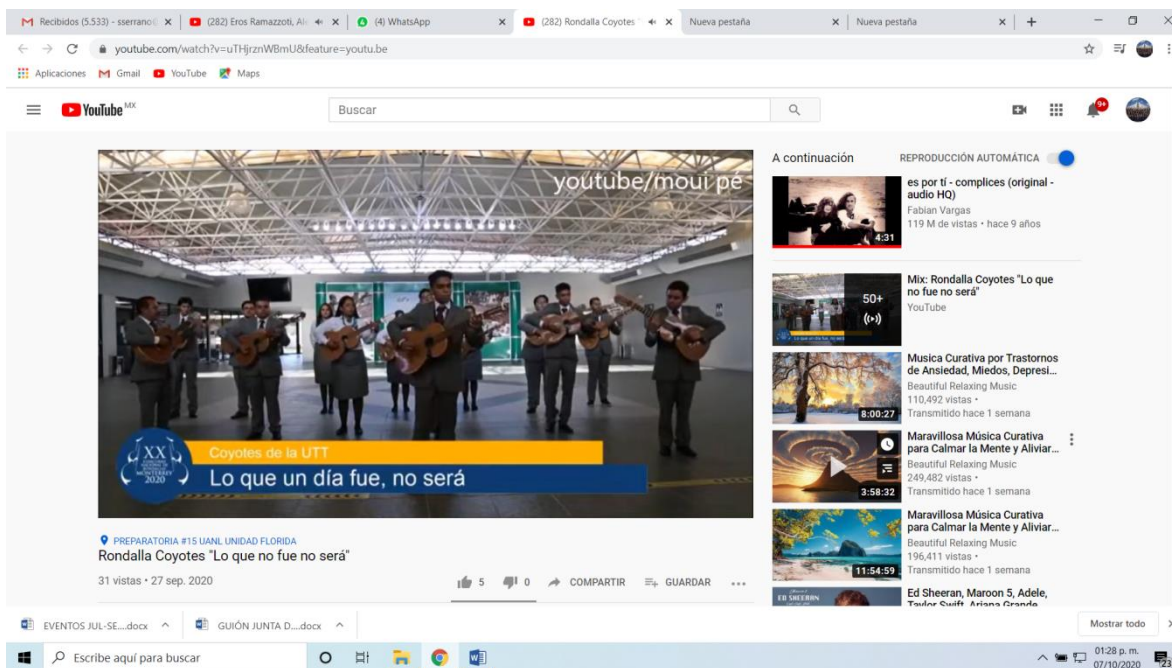 Recibidos (5.533) - sserrano@
(282) Eros Ramazzoti, Ale
(4) WhatsApp
(282) Rondalla Coyotes "
Nueva pestaña
Nueva pestaña
youtube.com/watch?v=uTHjrznWBmU&feature=youtu.be
Aplicaciones
Gmail
YouTube
Maps
YouTube MX
Buscar
9+
youtube/moui pé
XX
MONTERREY
2020
Coyotes de la UTT
Lo que un día fue, no será
PREPARATORIA #15 UANL UNIDAD FLORIDA
Rondalla Coyotes "Lo que no fue no será"
31 vistas • 27 sep. 2020
5
0
COMPARTIR
GUARDAR
A continuación
REPRODUCCIÓN AUTOMÁTICA
4:31
es por tí - complices (original -
audio HQ)
Fabian Vargas
119 M de vistas • hace 9 años
50+
Lo que un día fue, no será
Mix: Rondalla Coyotes "Lo que
no fue no será"
YouTube
8:00:27
Musica Curativa por Trastornos
de Ansiedad, Miedos, Depresi...
Beautiful Relaxing Music
110,492 vistas •
Transmitido hace 1 semana
3:58:32
Maravillosa Música Curativa
para Calmar la Mente y Aliviar...
Beautiful Relaxing Music
249,482 vistas •
Transmitido hace 1 semana
11:54:59
Maravillosa Música Curativa
para Calmar la Mente y Aliviar...
Beautiful Relaxing Music
196,411 vistas •
Transmitido hace 1 semana
ED SHEERAN
Ed Sheeran, Maroon 5, Adele,
Taylor Swift, Ariana Grande
EVENTOS JUL-SE....docx
GUIÓN JUNTA D....docx
Mostrar todo
Escribe aquí para buscar
01:28 p. m.
07/10/2020